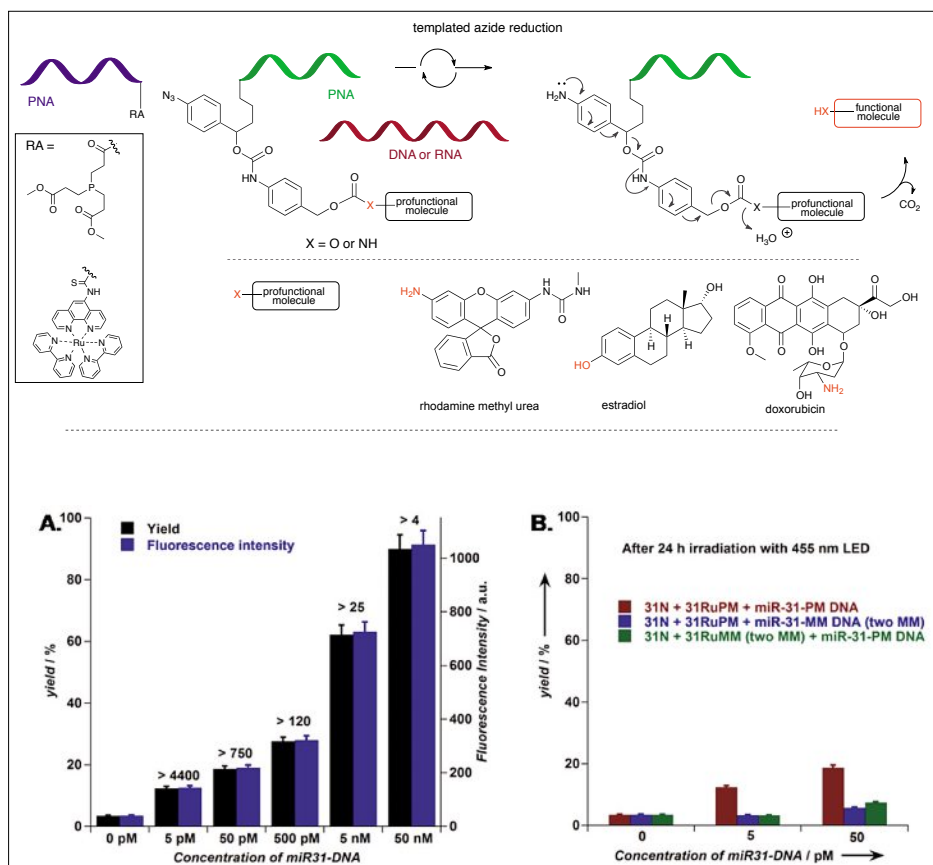 templated azide reduction
PNA
RA
N3
PNA
DNA or RNA
O
O
NH
O
O
X
profunctional
molecule
X = O or NH
H2N
O
O
NH
O
O
X
profunctional
molecule
H3O
+
HX
functional
molecule
CO2
RA =
O
O
O
P
O
O
S
NH
N
N
N
N
N
N
Ru
X
profunctional
molecule
H2N
O
H
N
H
N
O
O
O
rhodamine methyl urea
OH
H
H
H
HO
estradiol
O
OH
O
OH
OH
O
O
OH
O
O
NH2
OH
doxorubicin
A.
Yield
Fluorescence intensity
yield / %
100
80
60
40
20
0
> 4400
> 750
> 120
> 25
> 4
1000
800
600
400
200
0
Fluorescence Intensity / a.u.
0 pM 5 pM 50 pM 500 pM 5 nM 50 nM
Concentration of miR31-DNA
B.
After 24 h irradiation with 455 nm LED
31N + 31RuPM + miR-31-PM DNA
31N + 31RuPM + miR-31-MM DNA (two MM)
31N + 31RuMM (two MM) + miR-31-PM DNA
yield / %
100
80
60
40
20
0
0 5 50
Concentration of miR31-DNA / pM